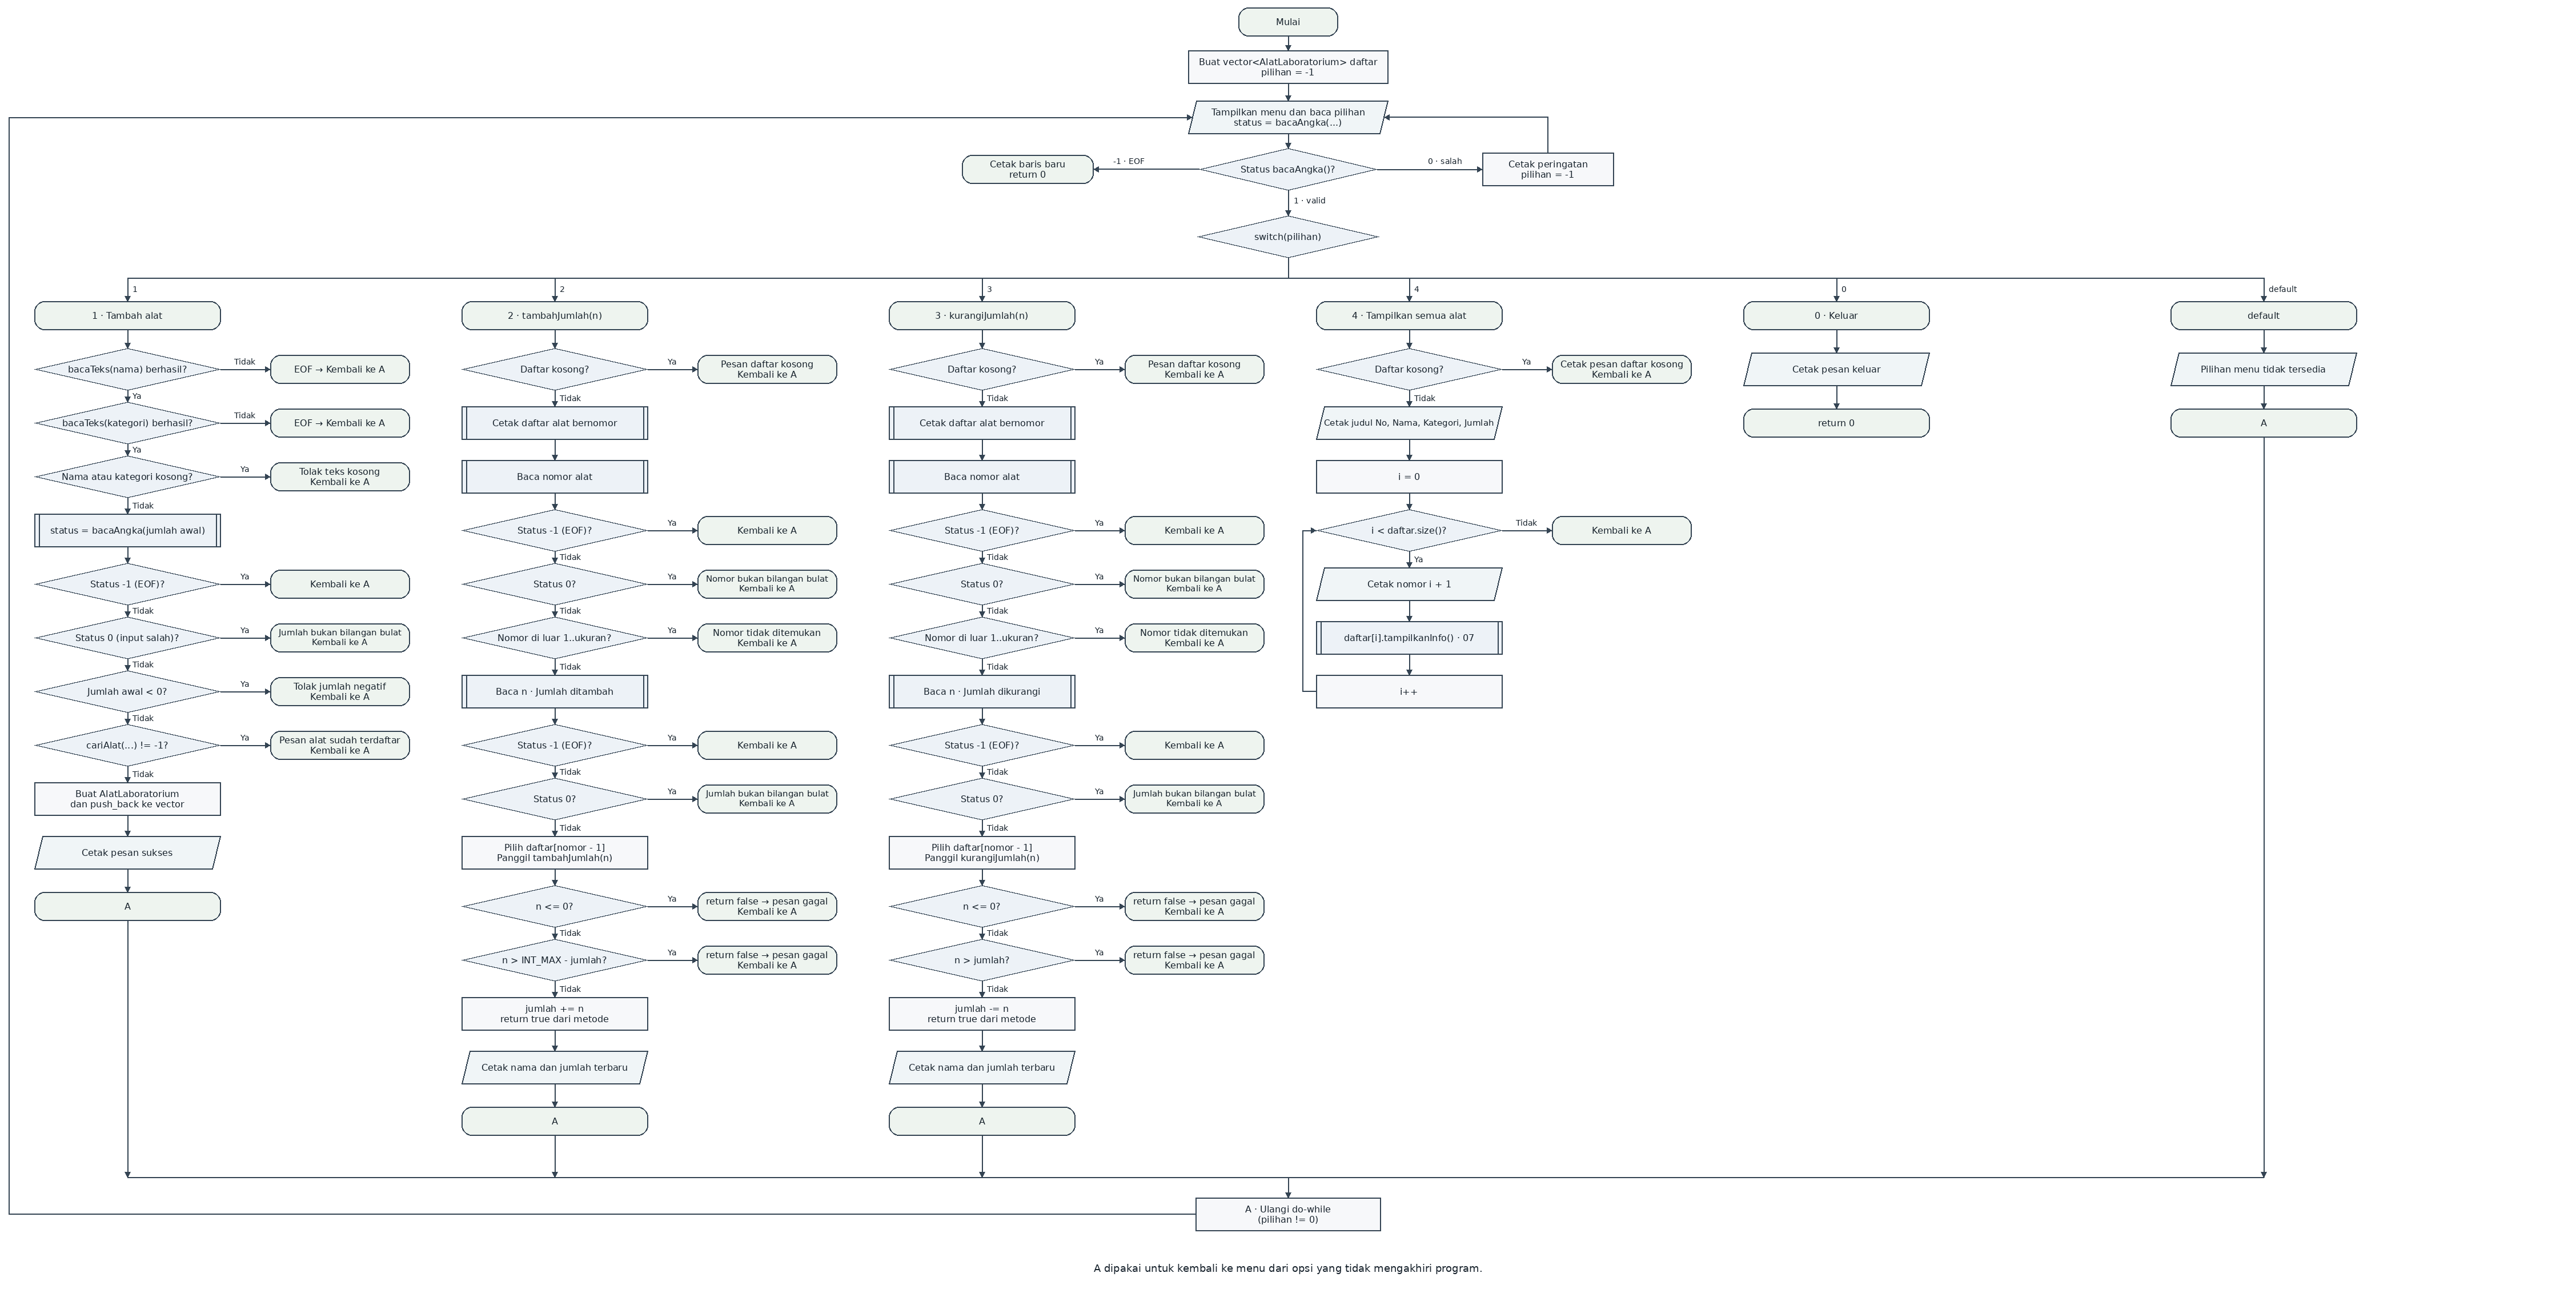 Mulai
Buat vector<AlatLaboratorium> daftar
pilihan = -1
Tampilkan menu dan baca pilihan
status = bacaAngka(...)
Status bacaAngka()?
-1 · EOF
Cetak baris baru
return 0
0 · salah
Cetak peringatan
pilihan = -1
1 · valid
switch(pilihan)
1
1 · Tambah alat
bacaTeks(nama) berhasil?
Tidak
EOF → Kembali ke A
Ya
bacaTeks(kategori) berhasil?
Tidak
EOF → Kembali ke A
Ya
Nama atau kategori kosong?
Ya
Tolak teks kosong
Kembali ke A
Tidak
status = bacaAngka(jumlah awal)
Status -1 (EOF)?
Ya
Kembali ke A
Tidak
Status 0 (input salah)?
Ya
Jumlah bukan bilangan bulat
Kembali ke A
Tidak
Jumlah awal < 0?
Ya
Tolak jumlah negatif
Kembali ke A
Tidak
cariAlat(...) != -1?
Ya
Pesan alat sudah terdaftar
Kembali ke A
Tidak
Buat AlatLaboratorium
dan push_back ke vector
Cetak pesan sukses
A
2
2 · tambahJumlah(n)
Daftar kosong?
Ya
Pesan daftar kosong
Kembali ke A
Tidak
Cetak daftar alat bernomor
Baca nomor alat
Status -1 (EOF)?
Ya
Kembali ke A
Tidak
Status 0?
Ya
Nomor bukan bilangan bulat
Kembali ke A
Tidak
Nomor di luar 1..ukuran?
Ya
Nomor tidak ditemukan
Kembali ke A
Tidak
Baca n · Jumlah ditambah
Status -1 (EOF)?
Ya
Kembali ke A
Tidak
Status 0?
Ya
Jumlah bukan bilangan bulat
Kembali ke A
Tidak
Pilih daftar[nomor - 1]
Panggil tambahJumlah(n)
n <= 0?
Ya
return false → pesan gagal
Kembali ke A
Tidak
n > INT_MAX - jumlah?
Ya
return false → pesan gagal
Kembali ke A
Tidak
jumlah += n
return true dari metode
Cetak nama dan jumlah terbaru
A
3
3 · kurangiJumlah(n)
Daftar kosong?
Ya
Pesan daftar kosong
Kembali ke A
Tidak
Cetak daftar alat bernomor
Baca nomor alat
Status -1 (EOF)?
Ya
Kembali ke A
Tidak
Status 0?
Ya
Nomor bukan bilangan bulat
Kembali ke A
Tidak
Nomor di luar 1..ukuran?
Ya
Nomor tidak ditemukan
Kembali ke A
Tidak
Baca n · Jumlah dikurangi
Status -1 (EOF)?
Ya
Kembali ke A
Tidak
Status 0?
Ya
Jumlah bukan bilangan bulat
Kembali ke A
Tidak
Pilih daftar[nomor - 1]
Panggil kurangiJumlah(n)
n <= 0?
Ya
return false → pesan gagal
Kembali ke A
Tidak
n > jumlah?
Ya
return false → pesan gagal
Kembali ke A
Tidak
jumlah -= n
return true dari metode
Cetak nama dan jumlah terbaru
A
4
4 · Tampilkan semua alat
Daftar kosong?
Ya
Cetak pesan daftar kosong
Kembali ke A
Tidak
Cetak judul No, Nama, Kategori, Jumlah
i = 0
i < daftar.size()?
Tidak
Kembali ke A
Ya
Cetak nomor i + 1
daftar[i].tampilkanInfo() · 07
i++
0
0 · Keluar
Cetak pesan keluar
return 0
default
default
Pilihan menu tidak tersedia
A
A · Ulangi do-while
(pilihan != 0)
A dipakai untuk kembali ke menu dari opsi yang tidak mengakhiri program.